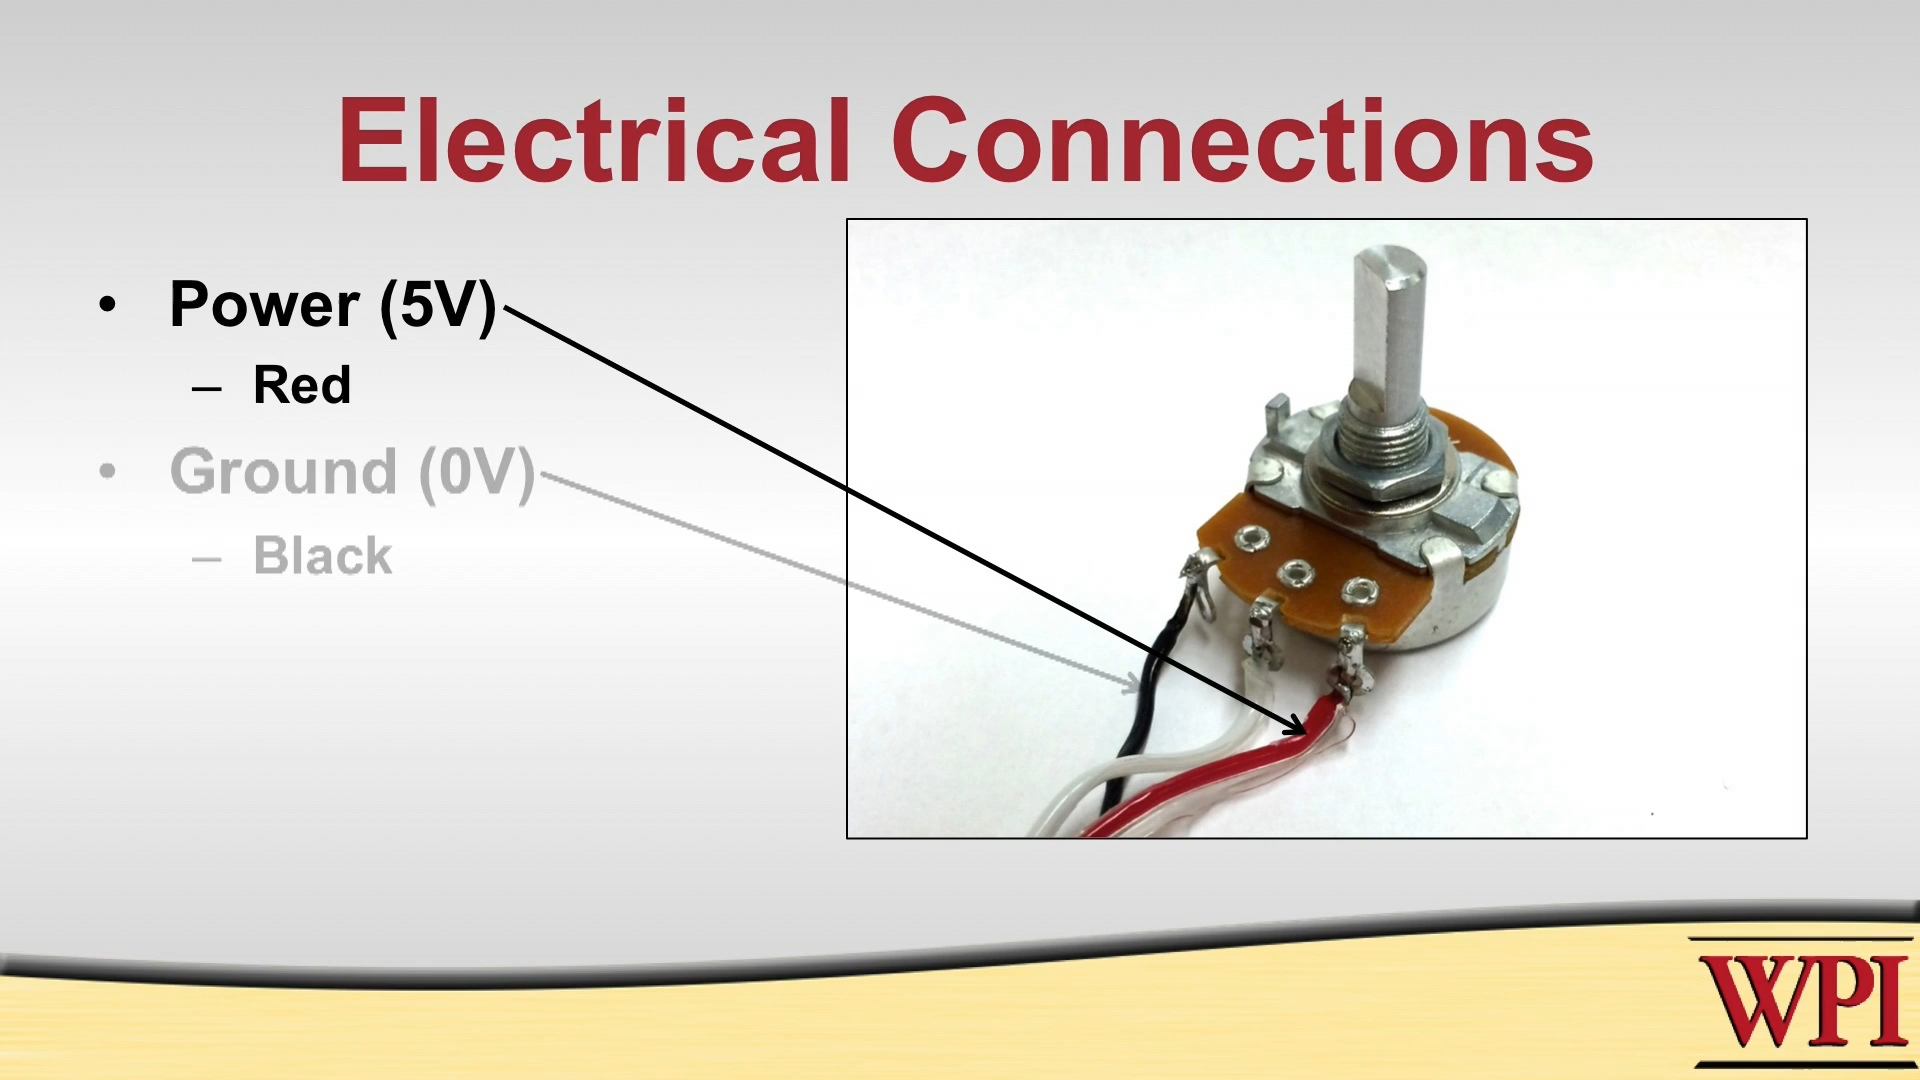 Electrical Connections
• Power (5V)
– Red
• Ground (0V)
– Black
WPI